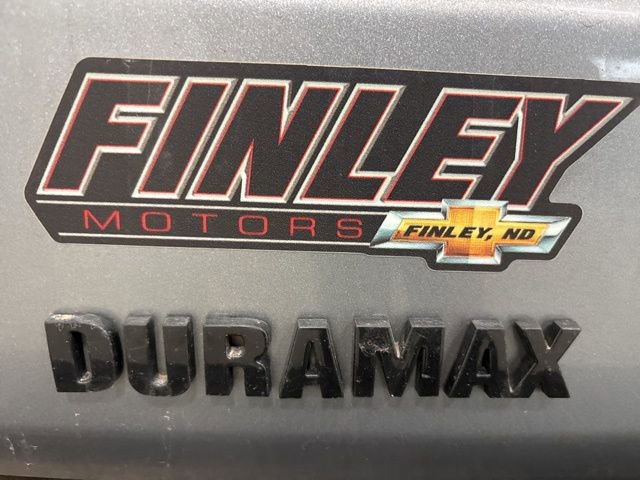 FINLEY
MOTORS
FINLEY, ND
DURAMAX